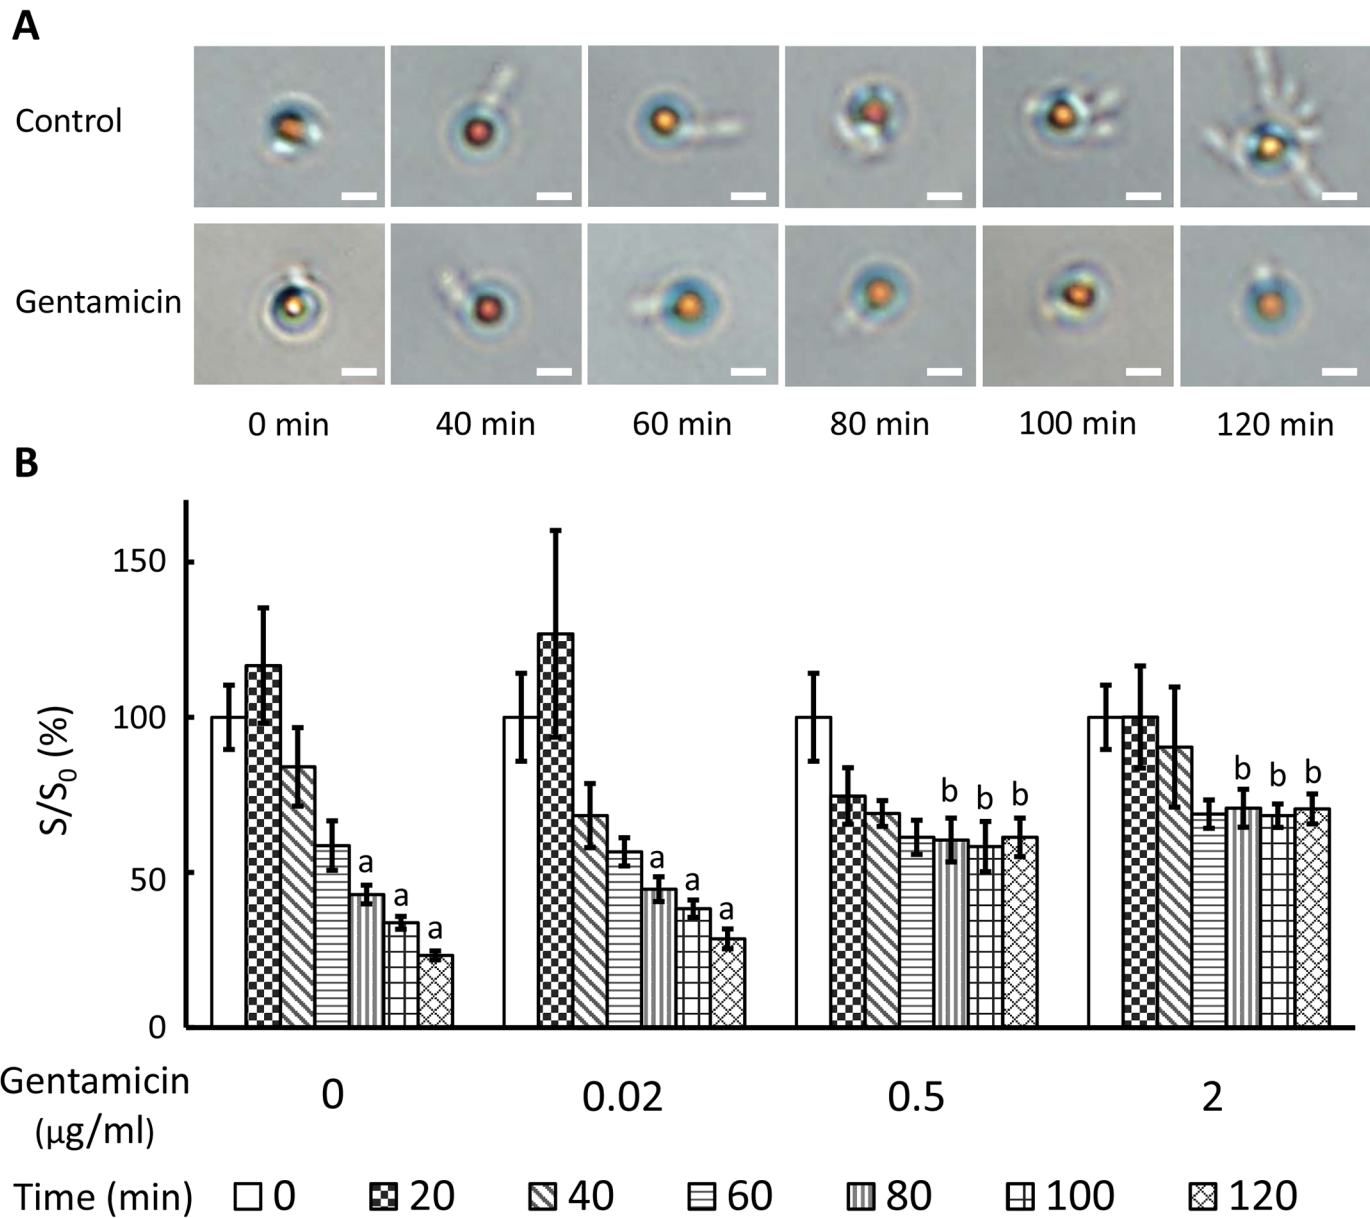 A
Control
Gentamicin
0 min 40 min 60 min 80 min 100 min 120 min
B
150
100
50
0
S/S₀ (%)
a a a
a a a
b b b
b b b
Gentamicin
(µg/ml)
0 0.02 0.5 2
Time (min) 0 20 40 60 80 100 120